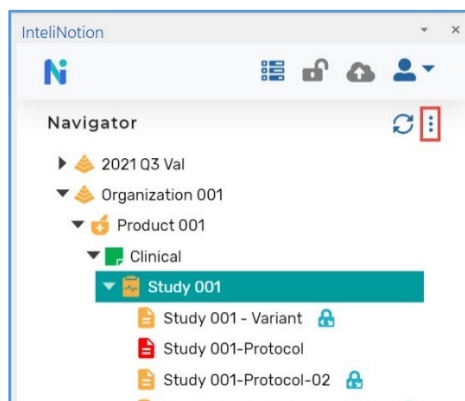 InteliNotion
Ni
Navigator
2021 Q3 Val
Organization 001
Product 001
Clinical
Study 001
Study 001 - Variant
Study 001-Protocol
Study 001-Protocol-02